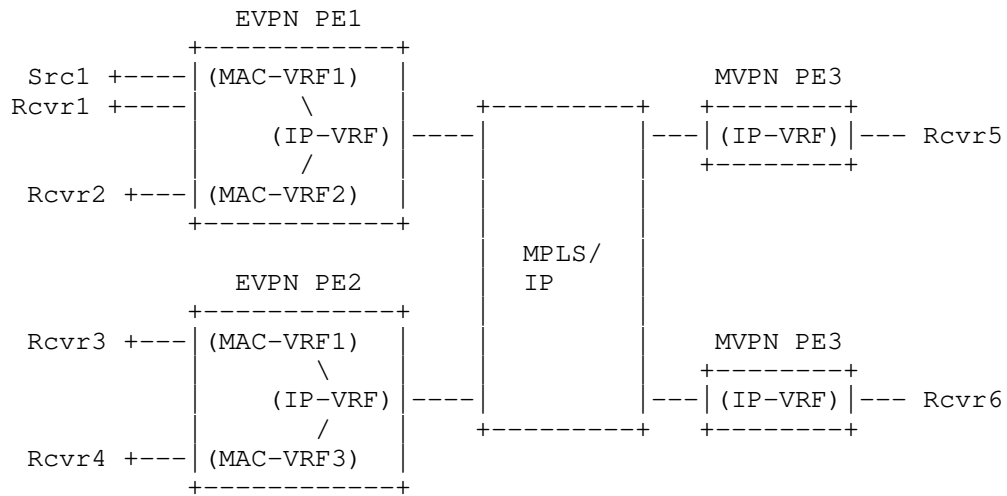 EVPN PE1
+------------+
Src1 +----|(MAC-VRF1) | MVPN PE3
Rcvr1 +----| \ | +---------+ +--------+
| (IP-VRF)|----| |---|(IP-VRF)|--- Rcvr5
| / | | | +--------+
Rcvr2 +---|(MAC-VRF2) | | |
+------------+ | |
| MPLS/ |
EVPN PE2 | IP |
+------------+ | |
Rcvr3 +---|(MAC-VRF1) | | | MVPN PE3
| \ | | | +--------+
| (IP-VRF)|----| |---|(IP-VRF)|--- Rcvr6
| / | +---------+ +--------+
Rcvr4 +---|(MAC-VRF3) |
+------------+